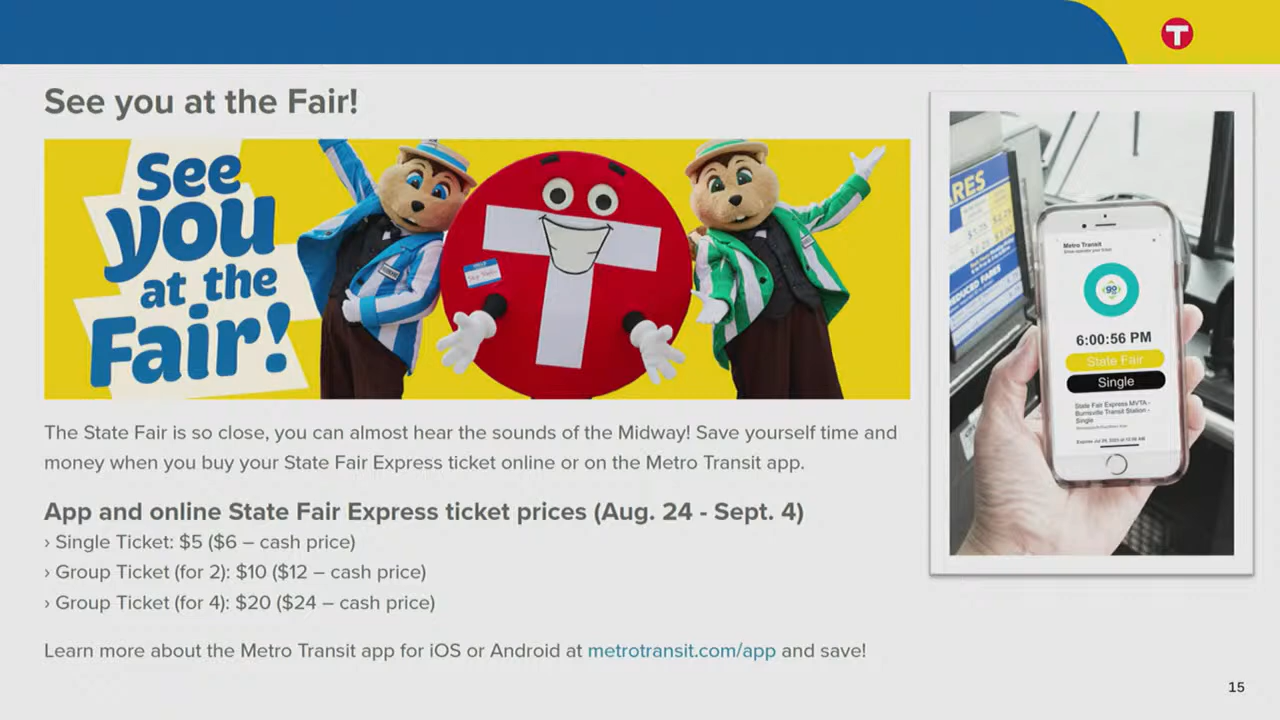 T
See you at the Fair!
See
you
at the
Fair!
T
The State Fair is so close, you can almost hear the sounds of the Midway! Save yourself time and
money when you buy your State Fair Express ticket online or on the Metro Transit app.
App and online State Fair Express ticket prices (Aug. 24 - Sept. 4)
› Single Ticket: $5 ($6 – cash price)
› Group Ticket (for 2): $10 ($12 – cash price)
› Group Ticket (for 4): $20 ($24 – cash price)
Learn more about the Metro Transit app for iOS or Android at metrotransit.com/app and save!
ARES
REDUCED FARES
Metro Transit
go
6:00:56 PM
State Fair
Single
State Fair Express MVTA -
Burnsville Transit Station -
Single
15